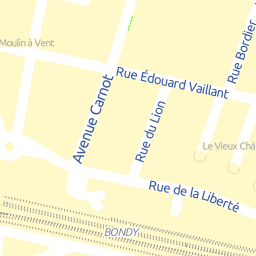 Moulin à Vent
Rue Édouard Vaillant
Rue Bordier
Avenue Carnot
Rue du Lion
Le Vieux Châ
Rue de la Liberté
BONDY